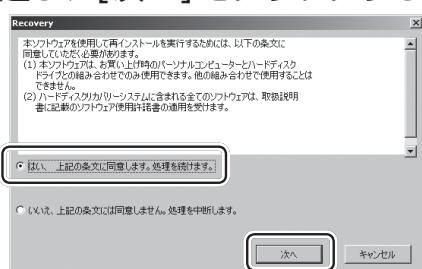 Recovery
本ソフトウェアを使用して再インストールを実行するためには、以下の条文に
同意していただく必要があります。
(1) 本ソフトウェアは、お買い上げ時のパーソナルコンピューターとハードディスク
ドライブとの組み合わせでのみ使用できます。他の組み合わせで使用することは
できません。
(2) ハードディスクリカバリーシステムに含まれる全てのソフトウェアは、取扱説明
書に記載のソフトウェア使用許諾書の適用を受けます。
はい、 上記の条文に同意します。処理を続けます。
いいえ、上記の条文には同意しません。処理を中断します。
次へ
キャンセル